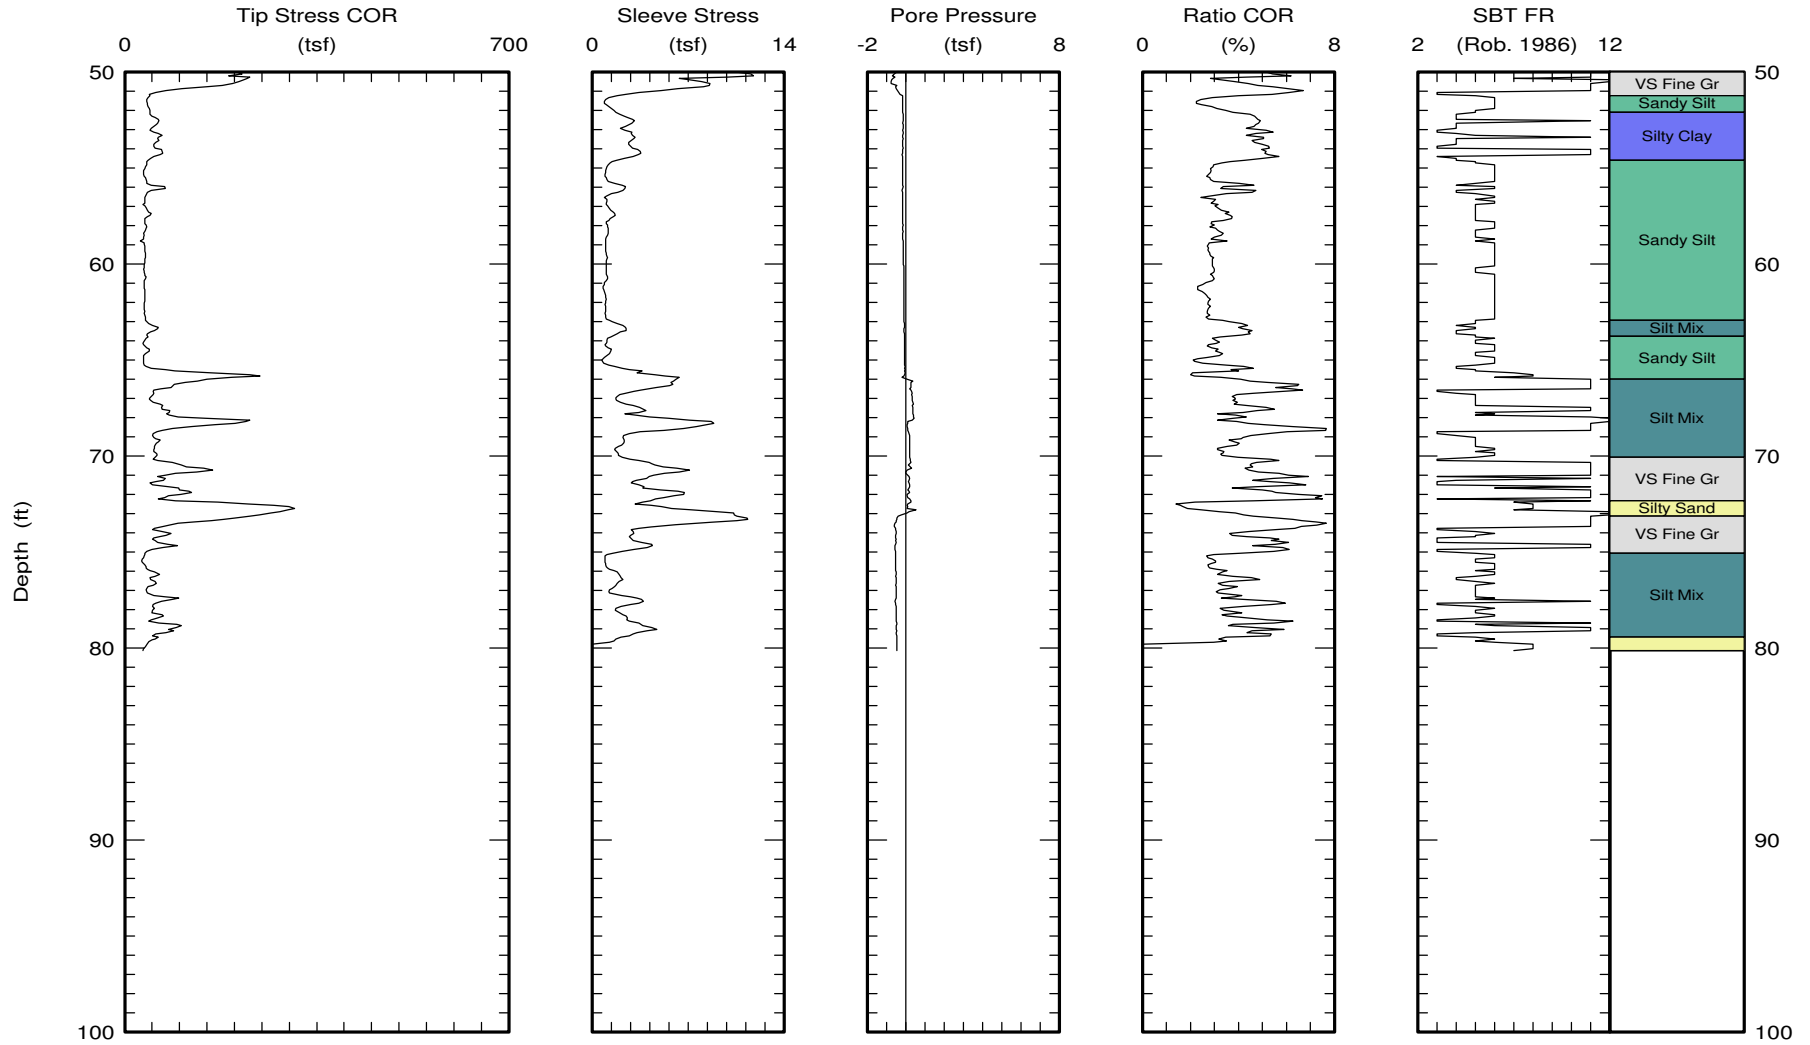 Tip Stress COR Sleeve Stress Pore Pressure Ratio COR SBT FR
0 (tsf) 700 0 (tsf) 14 -2 (tsf) 8 0 (%) 8 2 (Rob. 1986) 12
50 50
VS Fine Gr
Sandy Silt
Silty Clay
Sandy Silt
60 60
Silt Mix
Sandy Silt
Silt Mix
70 70
VS Fine Gr
Silty Sand
VS Fine Gr
Depth (ft)
Silt Mix
80 80
90 90
100 100